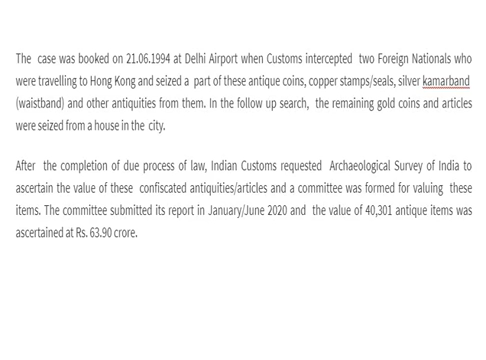 The case was booked on 21.06.1994 at Delhi Airport when Customs intercepted two Foreign Nationals who
were travelling to Hong Kong and seized a part of these antique coins, copper stamps/seals, silver kamarband
(waistband) and other antiquities from them. In the follow up search, the remaining gold coins and articles
were seized from a house in the city.
After the completion of due process of law, Indian Customs requested Archaeological Survey of India to
ascertain the value of these confiscated antiquities/articles and a committee was formed for valuing these
items. The committee submitted its report in January/June 2020 and the value of 40,301 antique items was
ascertained at Rs. 63.90 crore.